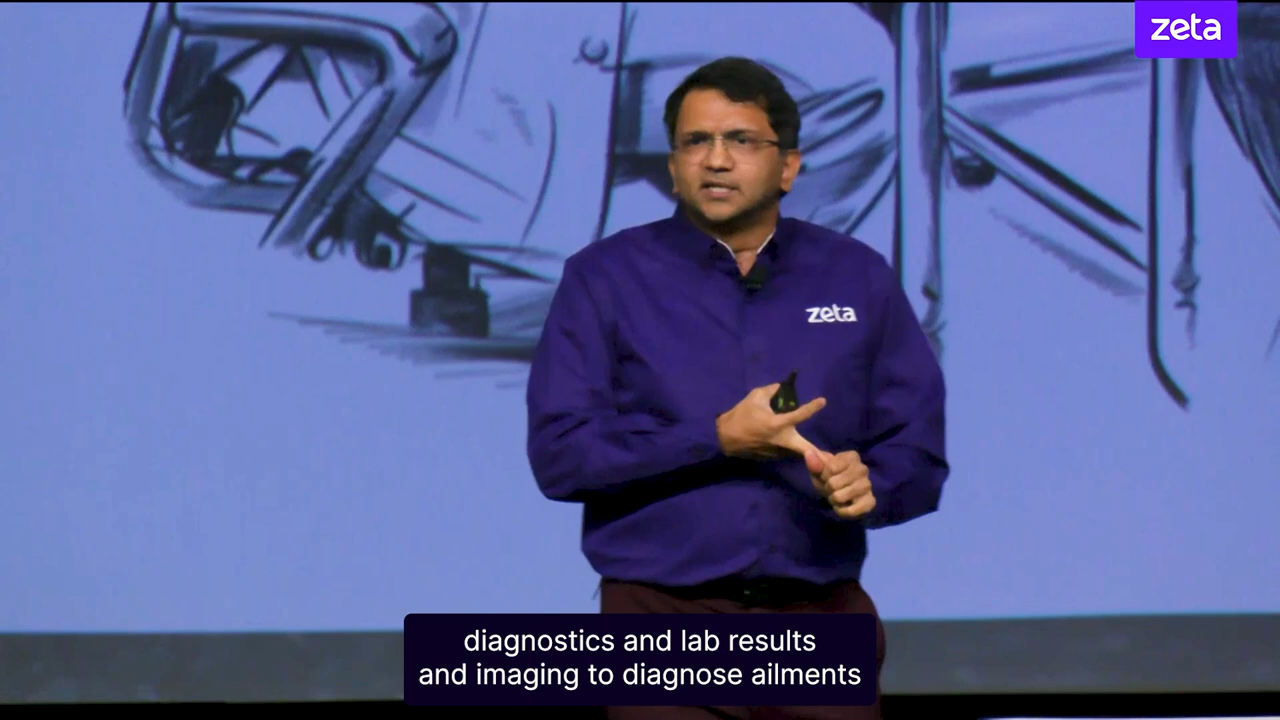 zeta
zeta
diagnostics and lab results
and imaging to diagnose ailments